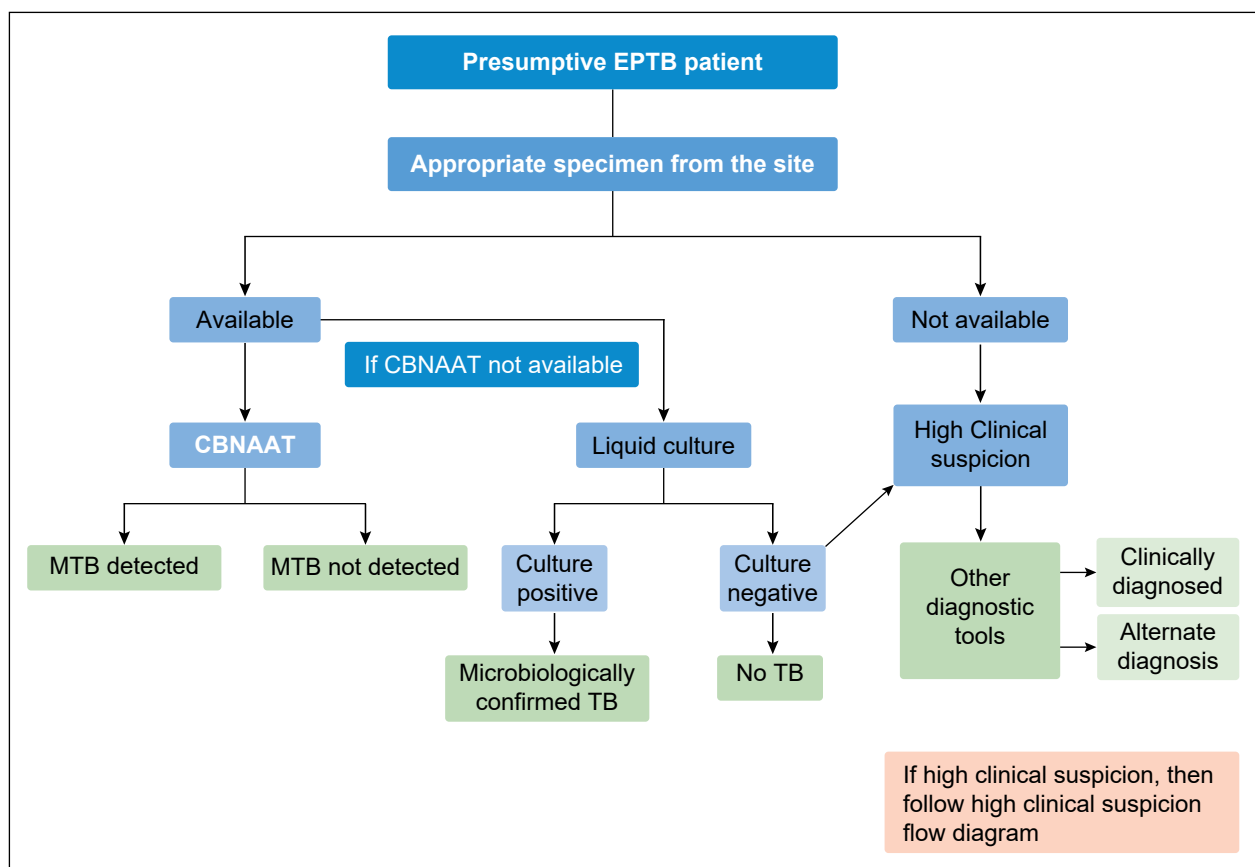 Presumptive EPTB patient
Appropriate specimen from the site
Available
Not available
If CBNAAT not available
CBNAAT
Liquid culture
High Clinical
suspicion
MTB detected
MTB not detected
Culture
positive
Culture
negative
Other
diagnostic
tools
Clinically
diagnosed
Alternate
diagnosis
Microbiologically
confirmed TB
No TB
If high clinical suspicion, then
follow high clinical suspicion
flow diagram